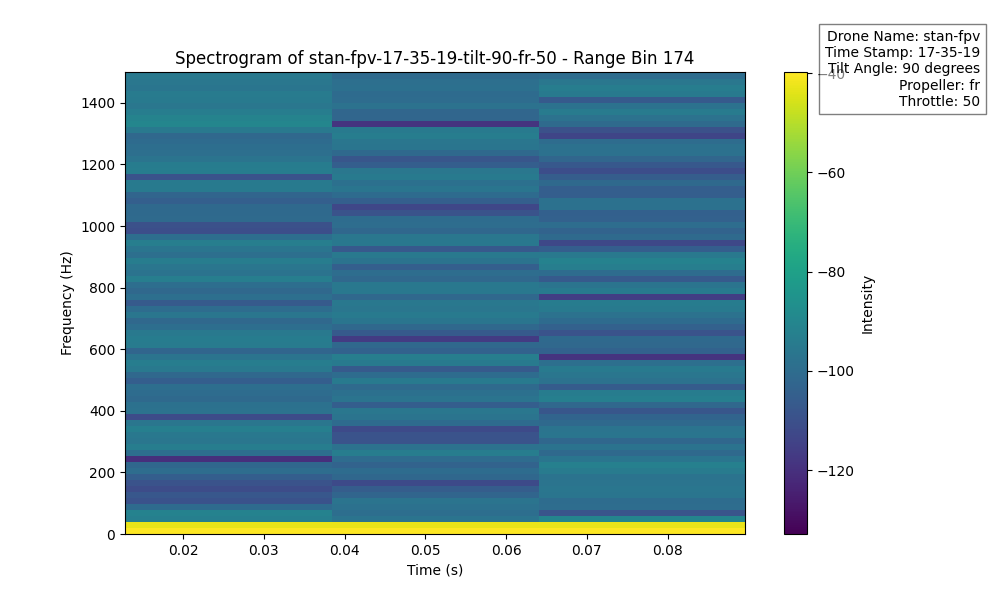 Spectrogram of stan-fpv-17-35-19-tilt-90-fr-50 - Range Bin 174
Drone Name: stan-fpv
Time Stamp: 17-35-19
Tilt Angle: 90 degrees
Propeller: fr
Throttle: 50
Frequency (Hz)
1400
1200
1000
800
600
400
200
0
0.02 0.03 0.04 0.05 0.06 0.07 0.08
Time (s)
−40
−60
−80
−100
−120
Intensity